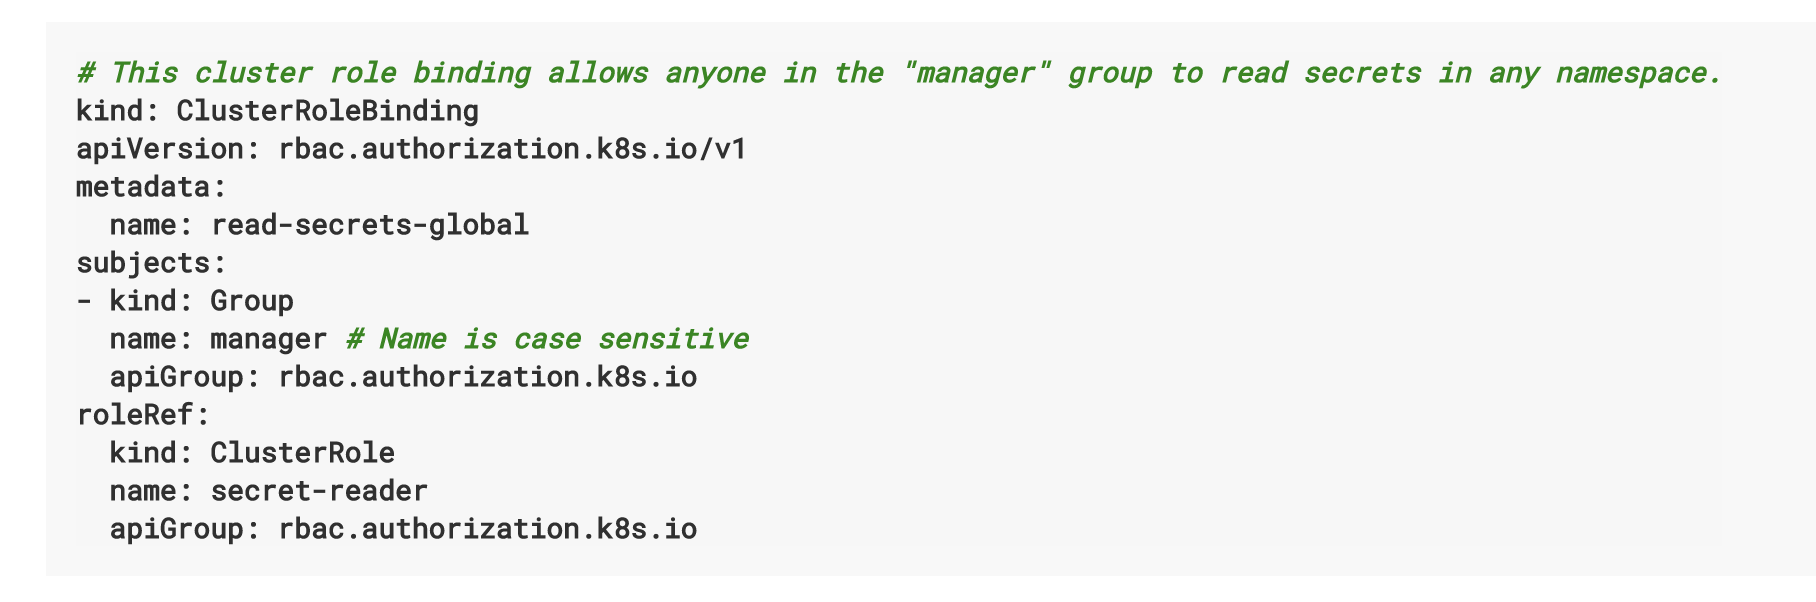 # This cluster role binding allows anyone in the "manager" group to read secrets in any namespace.
kind: ClusterRoleBinding
apiVersion: rbac.authorization.k8s.io/v1
metadata:
  name: read-secrets-global
subjects:
- kind: Group
  name: manager # Name is case sensitive
  apiGroup: rbac.authorization.k8s.io
roleRef:
  kind: ClusterRole
  name: secret-reader
  apiGroup: rbac.authorization.k8s.io